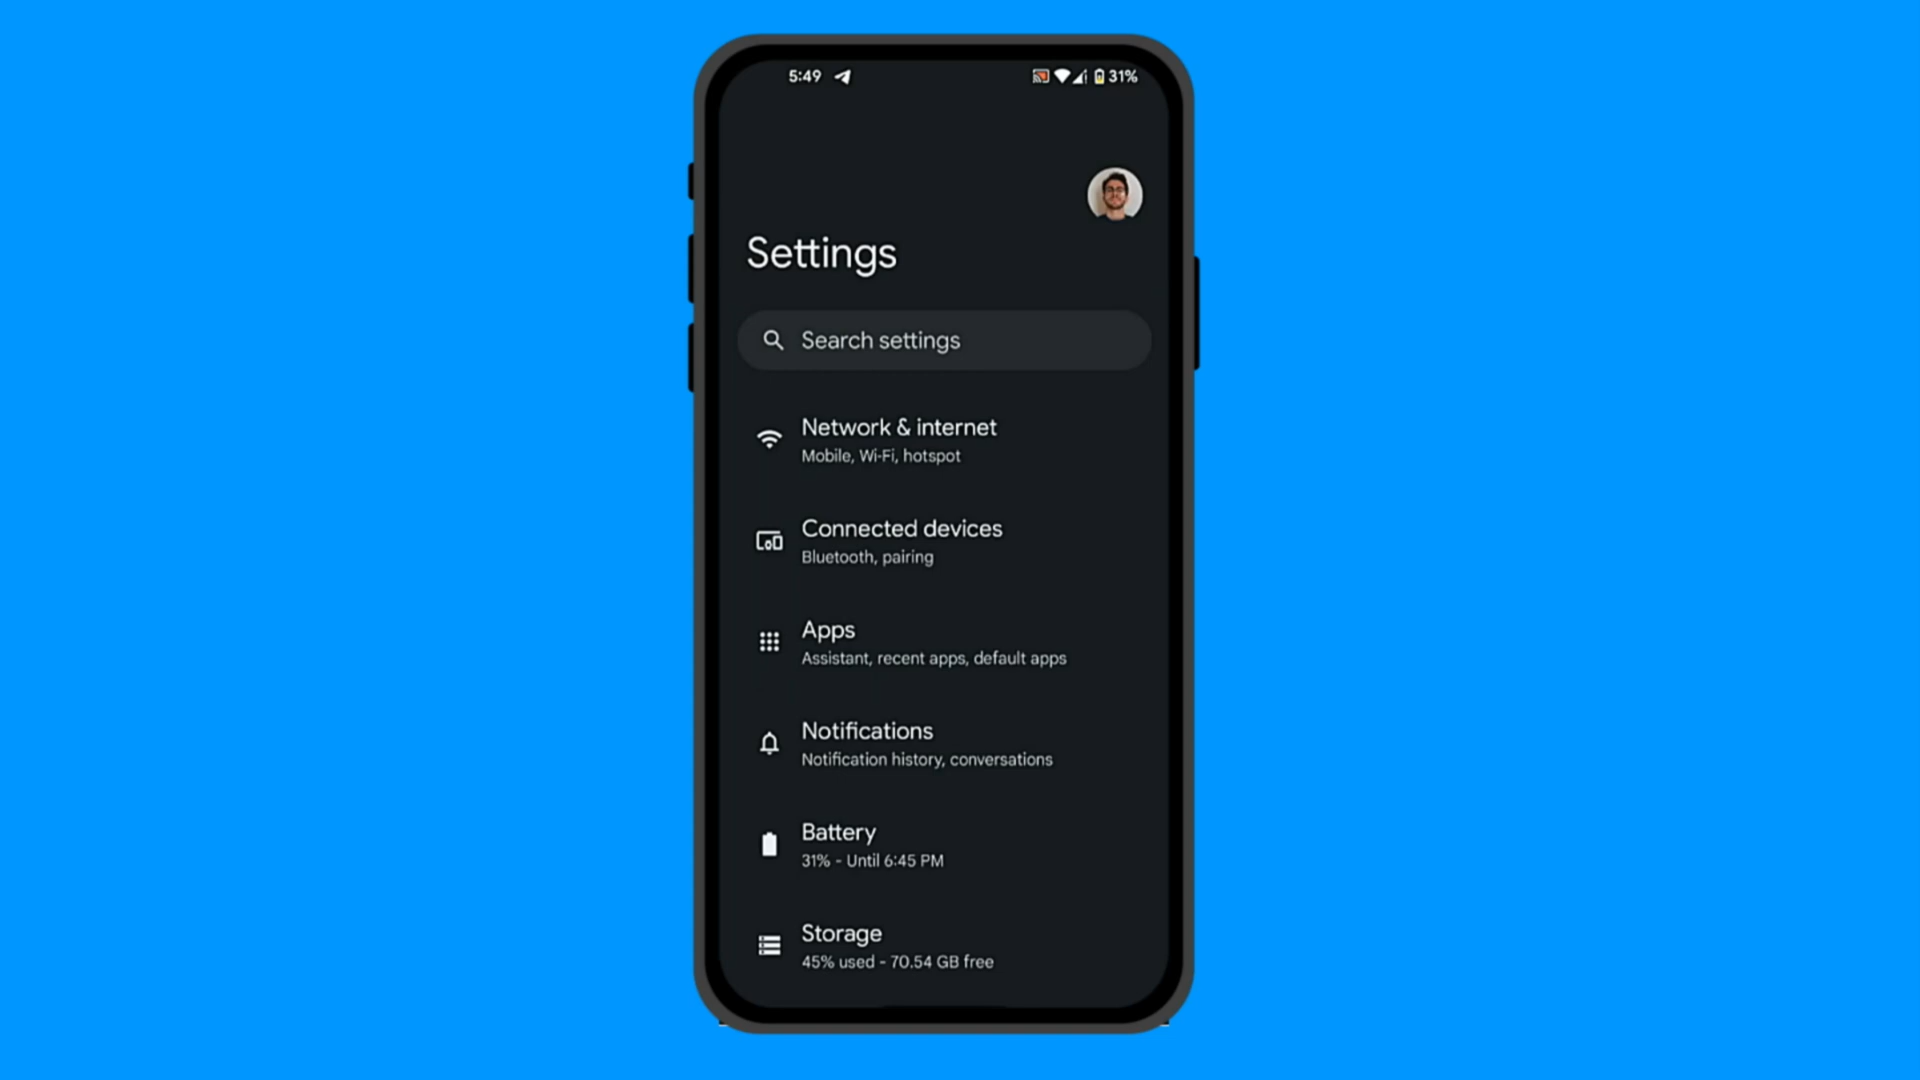 5:49 31%
Settings
Search settings
Network & internet
Mobile, Wi-Fi, hotspot
Connected devices
Bluetooth, pairing
Apps
Assistant, recent apps, default apps
Notifications
Notification history, conversations
Battery
31% - Until 6:45 PM
Storage
45% used - 70.54 GB free